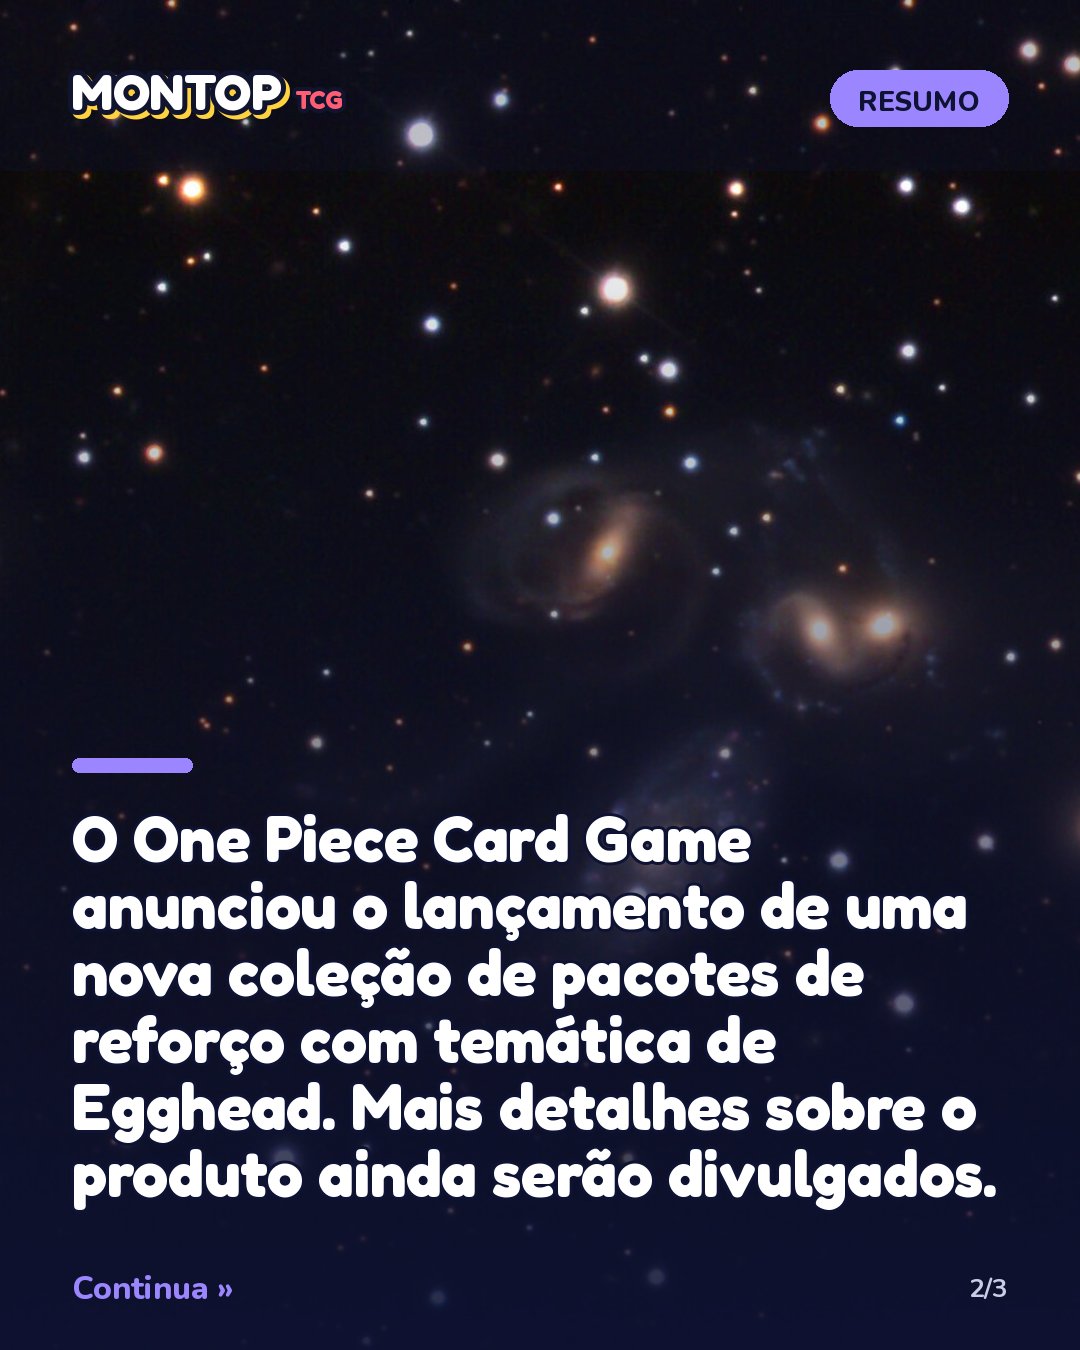 MONTOP TCG
RESUMO
O One Piece Card Game
anunciou o lançamento de uma
nova coleção de pacotes de
reforço com temática de
Egghead. Mais detalhes sobre o
produto ainda serão divulgados.
Continua »
2/3